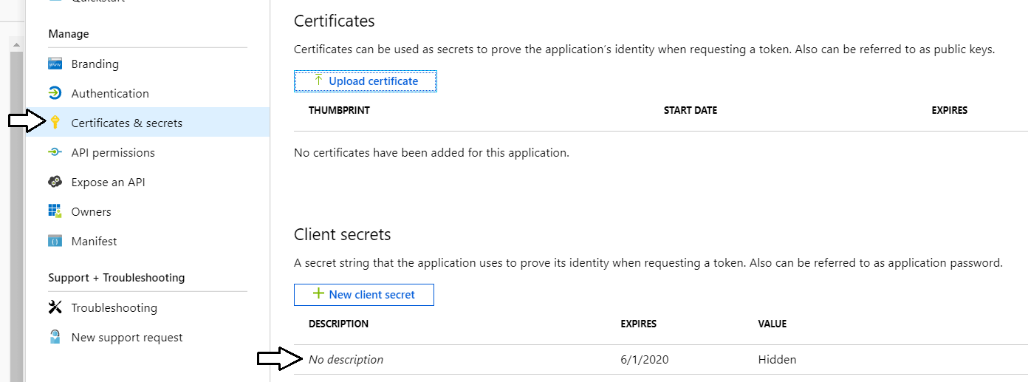 Quickstart
Manage
Branding
Authentication
Certificates & secrets
API permissions
Expose an API
Owners
Manifest
Support + Troubleshooting
Troubleshooting
New support request
Certificates
Certificates can be used as secrets to prove the application's identity when requesting a token. Also can be referred to as public keys.
Upload certificate
THUMBPRINT START DATE EXPIRES
No certificates have been added for this application.
Client secrets
A secret string that the application uses to prove its identity when requesting a token. Also can be referred to as application password.
New client secret
DESCRIPTION EXPIRES VALUE
No description 6/1/2020 Hidden